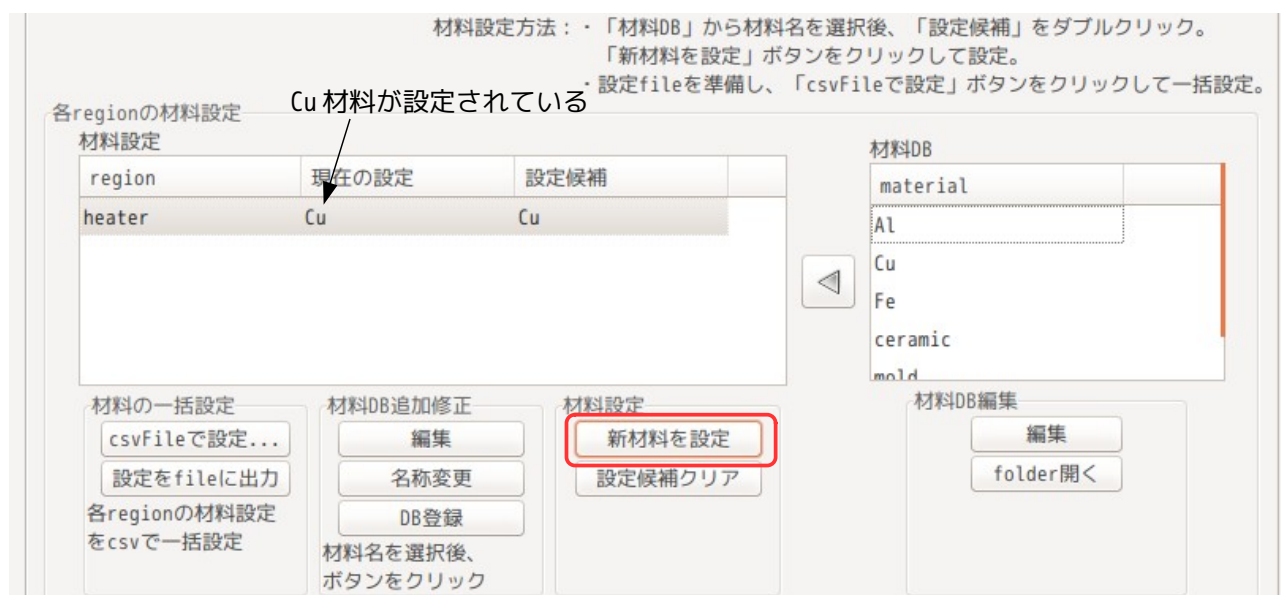 材料設定方法：・「材料DB」から材料名を選択後、「設定候補」をダブルクリック。
「新材料を設定」ボタンをクリックして設定。
・設定fileを準備し、「csvFileで設定」ボタンをクリックして一括設定。
Cu材料が設定されている
各regionの材料設定
材料設定
region 現在の設定 設定候補
heater Cu Cu
材料DB
material
Al
Cu
Fe
ceramic
mold
材料の一括設定
csvFileで設定...
設定をfileに出力
各regionの材料設定
をcsvで一括設定
材料DB追加修正
編集
名称変更
DB登録
材料名を選択後、
ボタンをクリック
材料設定
新材料を設定
設定候補クリア
材料DB編集
編集
folder開く